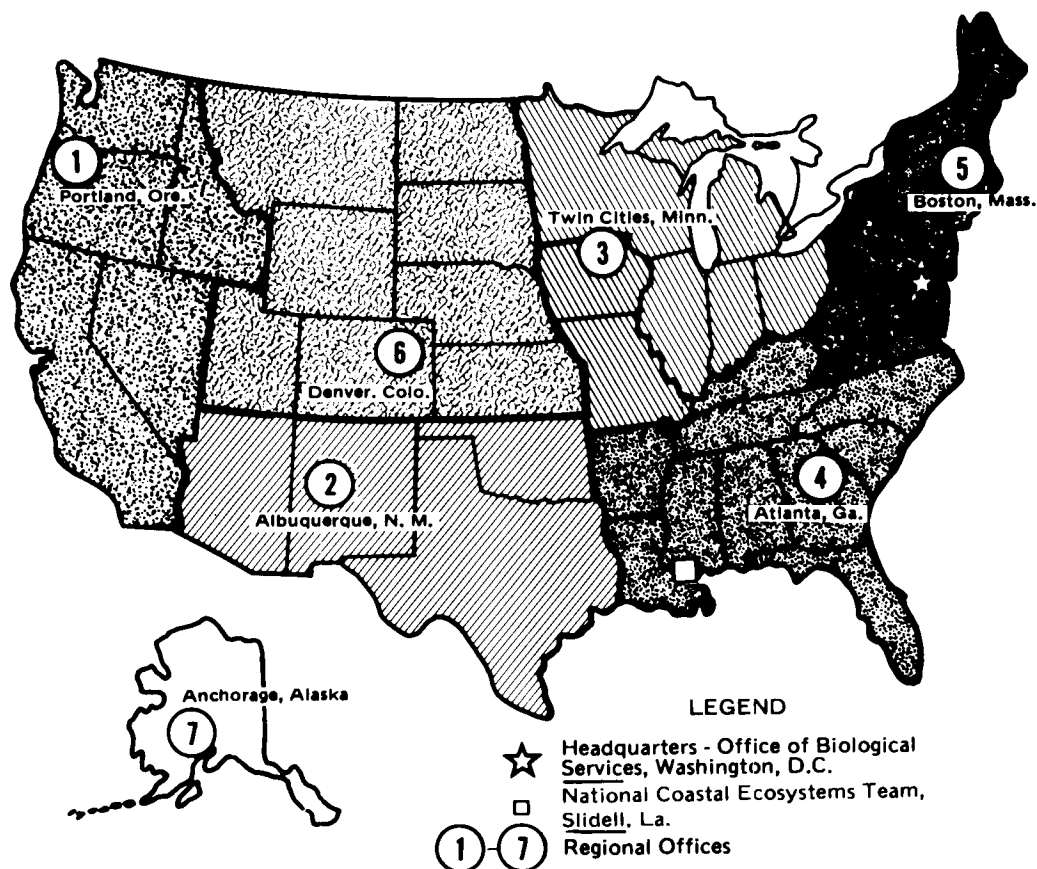 1
Portland, Ore.
5
Boston, Mass.
Twin Cities, Minn.
3
6
Denver. Colo.
2
Albuquerque, N. M.
4
Atlanta, Ga.
Anchorage, Alaska
7
LEGEND
Headquarters - Office of Biological
Services, Washington, D.C.
National Coastal Ecosystems Team,
Slidell, La.
1 - 7 Regional Offices